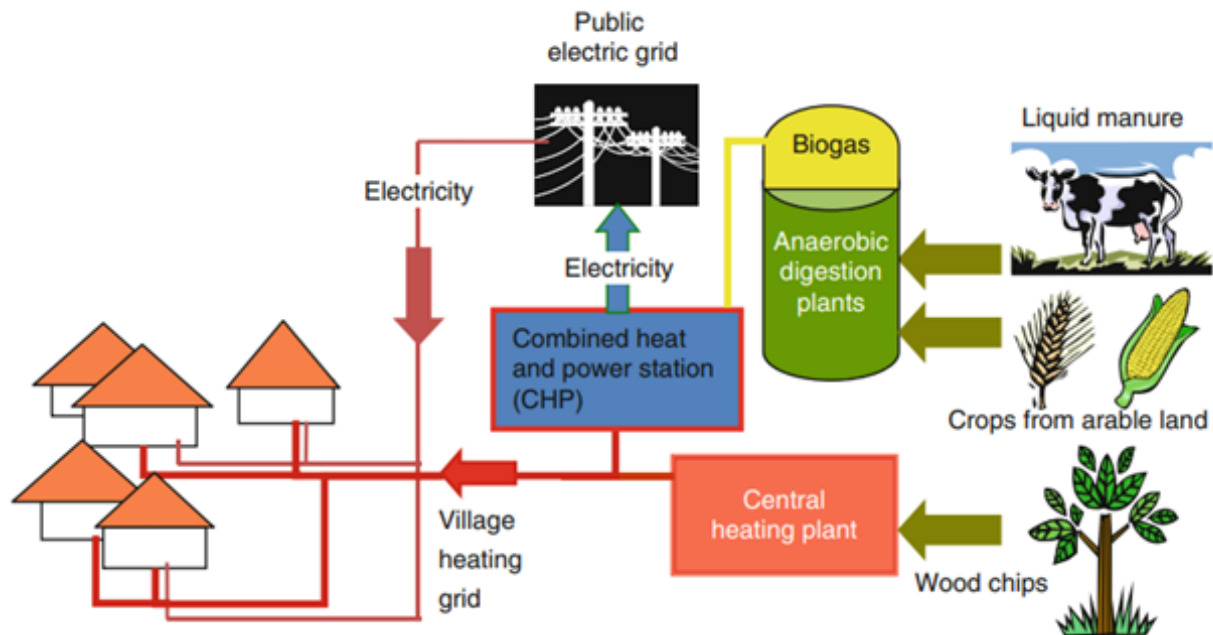 Public
electric grid
Liquid manure
Biogas
Electricity
Anaerobic
digestion
plants
Electricity
Combined heat
and power station
(CHP)
Crops from arable land
Central
heating plant
Village
heating
grid
Wood chips